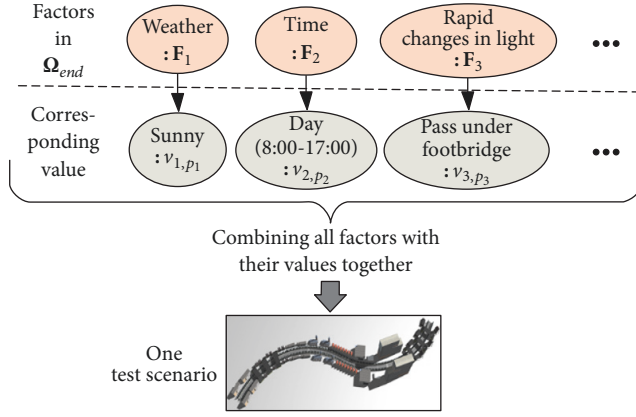 Factors
in
Ω_end
Weather
: F₁
Time
: F₂
Rapid
changes in light
: F₃
•••
Corres-
ponding
value
Sunny
: v₁,p₁
Day
(8:00-17:00)
: v₂,p₂
Pass under
footbridge
: v₃,p₃
•••
Combining all factors with
their values together
One
test scenario